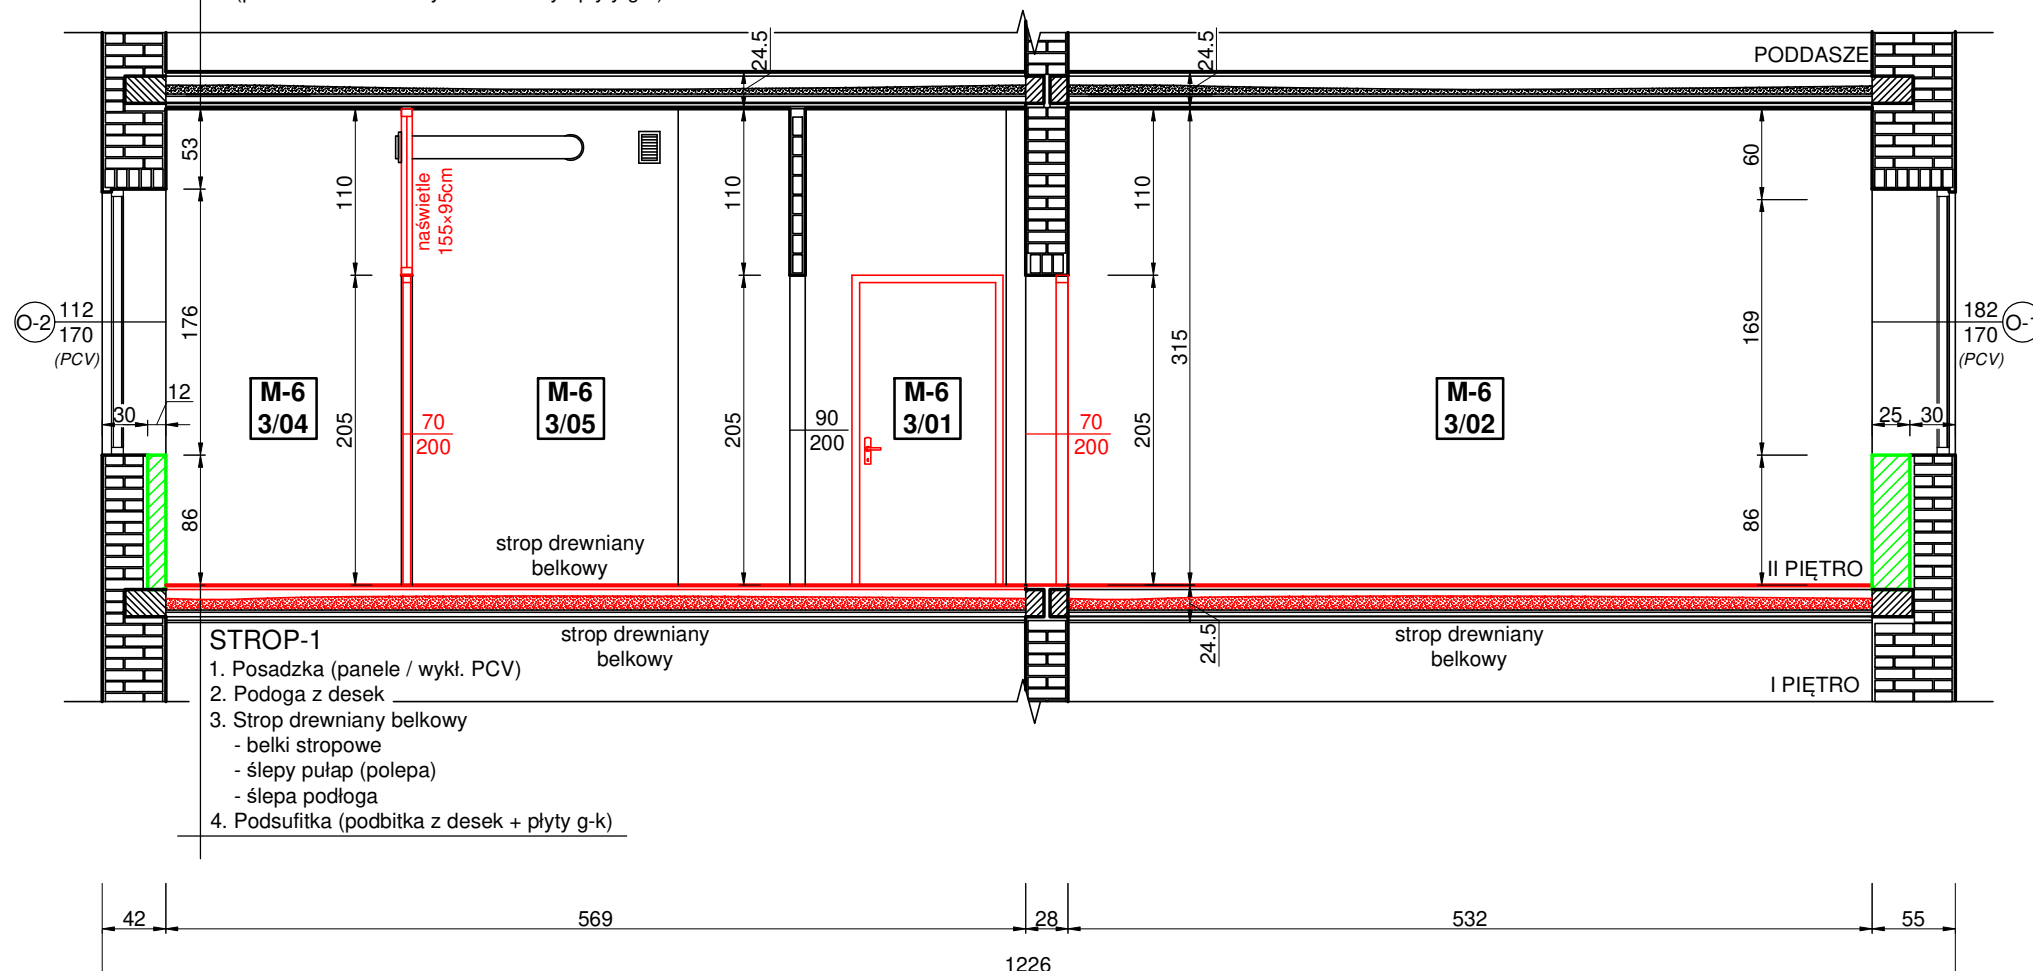 24.5
24.5
PODDASZE
53
110
naświetle
155×95cm
110
110
60
O-2
112
170
(PCV)
176
315
169
182
170
(PCV)
12
30
M-6
3/04
205
70
200
M-6
3/05
205
90
200
M-6
3/01
70
200
205
M-6
3/02
25
30
86
strop drewniany
belkowy
86
II PIĘTRO
STROP-1
strop drewniany
belkowy
24.5
strop drewniany
belkowy
1. Posadzka (panele / wykł. PCV)
2. Podoga z desek
3. Strop drewniany belkowy
- belki stropowe
- ślepy pułap (polepa)
- ślepa podłoga
4. Podsufitka (podbitka z desek + płyty g-k)
I PIĘTRO
42
569
28
532
55
1226